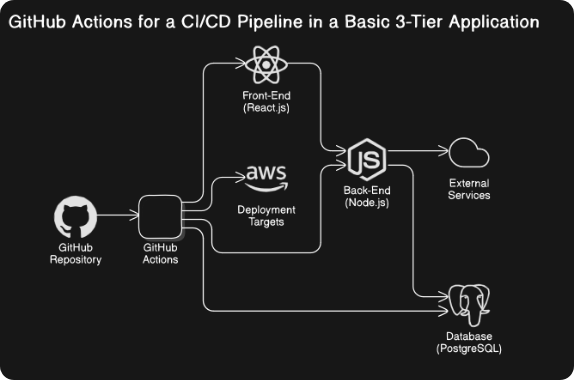 GitHub Actions for a CI/CD Pipeline in a Basic 3-Tier Application
Front-End
(React.js)
JS
Back-End
(Node.js)
External
Services
aws
Deployment
Targets
GitHub
Repository
GitHub
Actions
Database
(PostgreSQL)